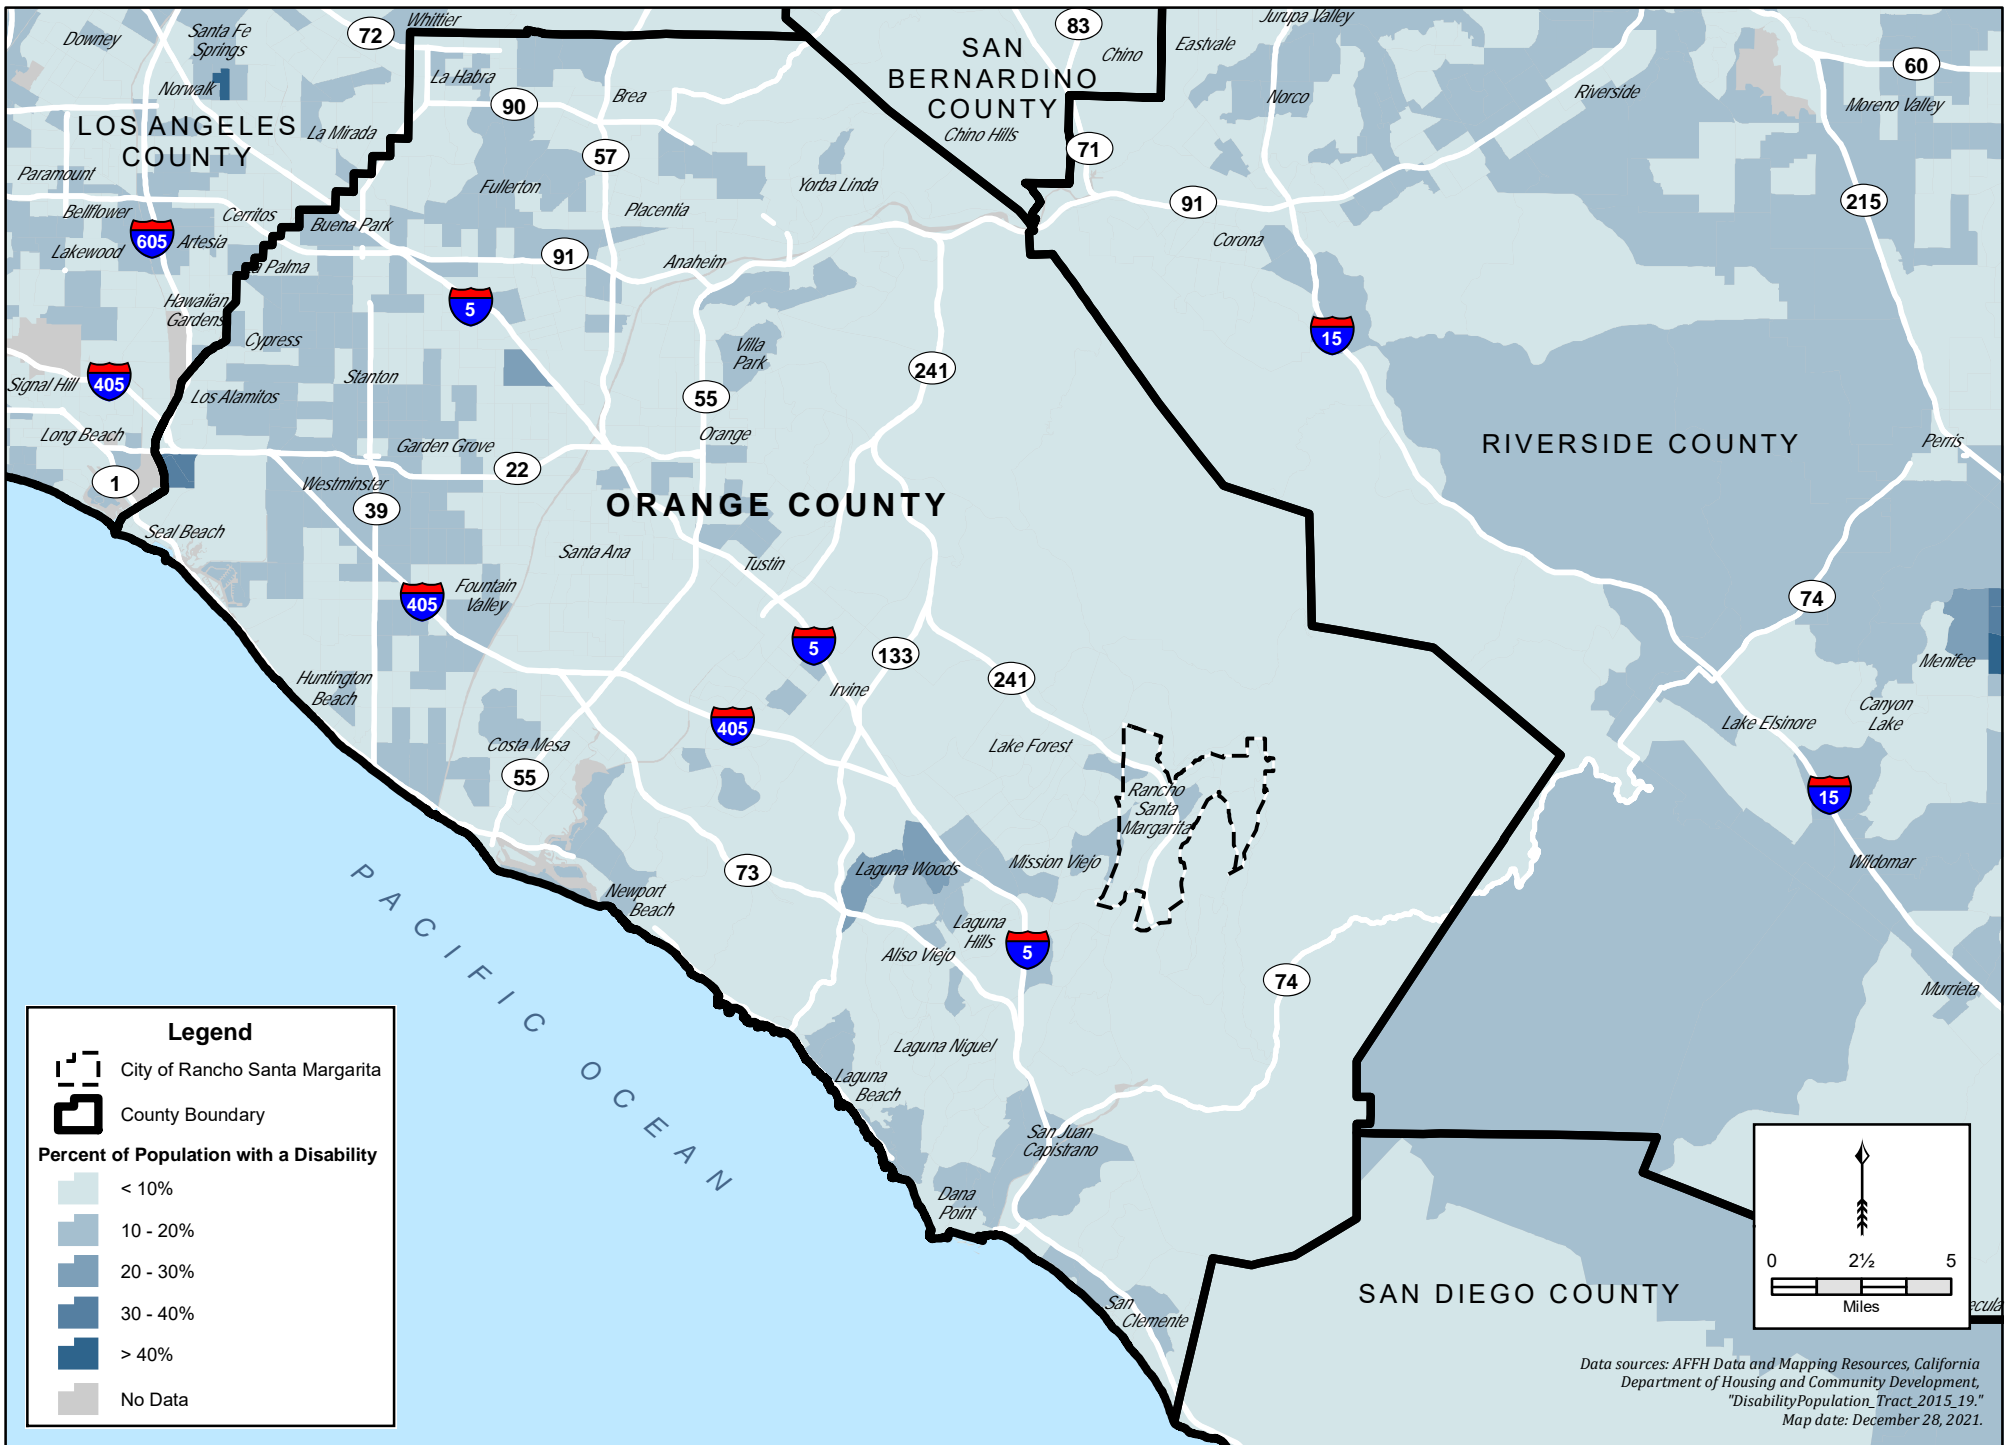 Whittier
83
Jurupa Valley
Downey
Santa Fe
Springs
72
SAN
BERNARDINO
COUNTY
Chino
Eastvale
60
Norwalk
La Habra
90
Brea
Norco
Riverside
Moreno Valley
LOS ANGELES
COUNTY
La Mirada
Chino Hills
71
57
Paramount
Fullerton
Yorba Linda
91
215
Bellflower
Cerritos
Placentia
605
Artesia
Buena Park
Lakewood
91
Anaheim
Corona
Hawaiian
Gardens
5
15
Cypress
Villa
Park
Signal Hill
405
Stanton
241
Los Alamitos
55
Long Beach
Garden Grove
Orange
RIVERSIDE COUNTY
Perris
22
1
Westminster
39
ORANGE COUNTY
Seal Beach
Santa Ana
Tustin
Fountain
Valley
405
74
5
133
Huntington
Beach
Irvine
241
Menifee
405
Lake Forest
Lake Elsinore
Canyon
Lake
Costa Mesa
55
Rancho
Santa
Margarita
15
73
Laguna Woods
Mission Viejo
Wildomar
Newport
Beach
Laguna
Hills
5
Aliso Viejo
74
Murrieta
PACIFIC OCEAN
Laguna Niguel
Laguna
Beach
San Juan
Capistrano
Dana
Point
San
Clemente
SAN DIEGO COUNTY
Legend
City of Rancho Santa Margarita
County Boundary
Percent of Population with a Disability
< 10%
10 - 20%
20 - 30%
30 - 40%
> 40%
No Data
0 2½ 5
Miles
Data sources: AFFH Data and Mapping Resources, California
Department of Housing and Community Development,
"DisabilityPopulation_Tract_2015_19."
Map date: December 28, 2021.